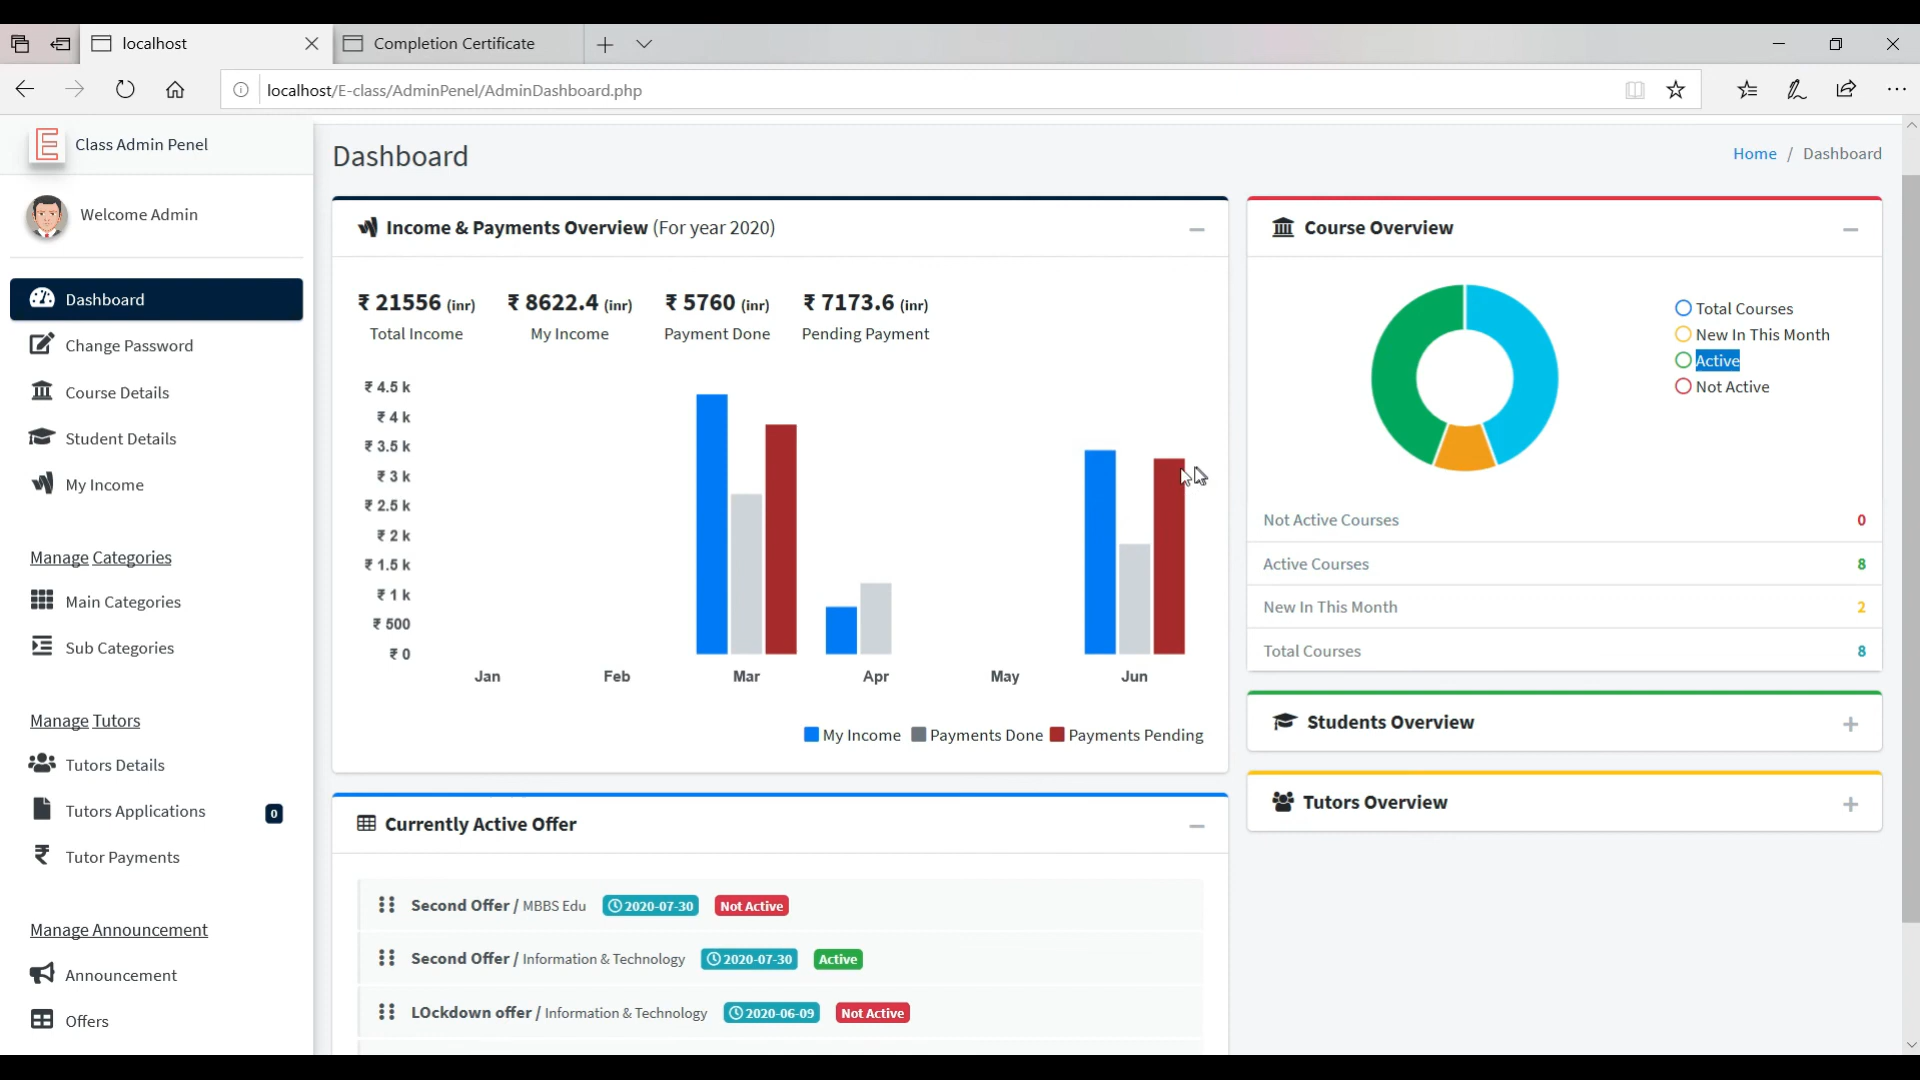 localhost
Completion Certificate
localhost/E-class/AdminPenel/AdminDashboard.php
E
Class Admin Penel
Welcome Admin
Dashboard
Change Password
Course Details
Student Details
My Income
Manage Categories
Main Categories
Sub Categories
Manage Tutors
Tutors Details
Tutors Applications 0
Tutor Payments
Manage Announcement
Announcement
Offers
Dashboard
Home / Dashboard
Income & Payments Overview (For year 2020)
₹ 21556 (inr) ₹ 8622.4 (inr) ₹ 5760 (inr) ₹ 7173.6 (inr)
Total Income My Income Payment Done Pending Payment
₹ 4.5 k
₹ 4 k
₹ 3.5 k
₹ 3 k
₹ 2.5 k
₹ 2 k
₹ 1.5 k
₹ 1 k
₹ 500
₹ 0
Jan Feb Mar Apr May Jun
My Income Payments Done Payments Pending
Currently Active Offer
Second Offer / MBBS Edu 2020-07-30 Not Active
Second Offer / Information & Technology 2020-07-30 Active
LOckdown offer / Information & Technology 2020-06-09 Not Active
Course Overview
Total Courses
New In This Month
Active
Not Active
Not Active Courses 0
Active Courses 8
New In This Month 2
Total Courses 8
Students Overview
Tutors Overview